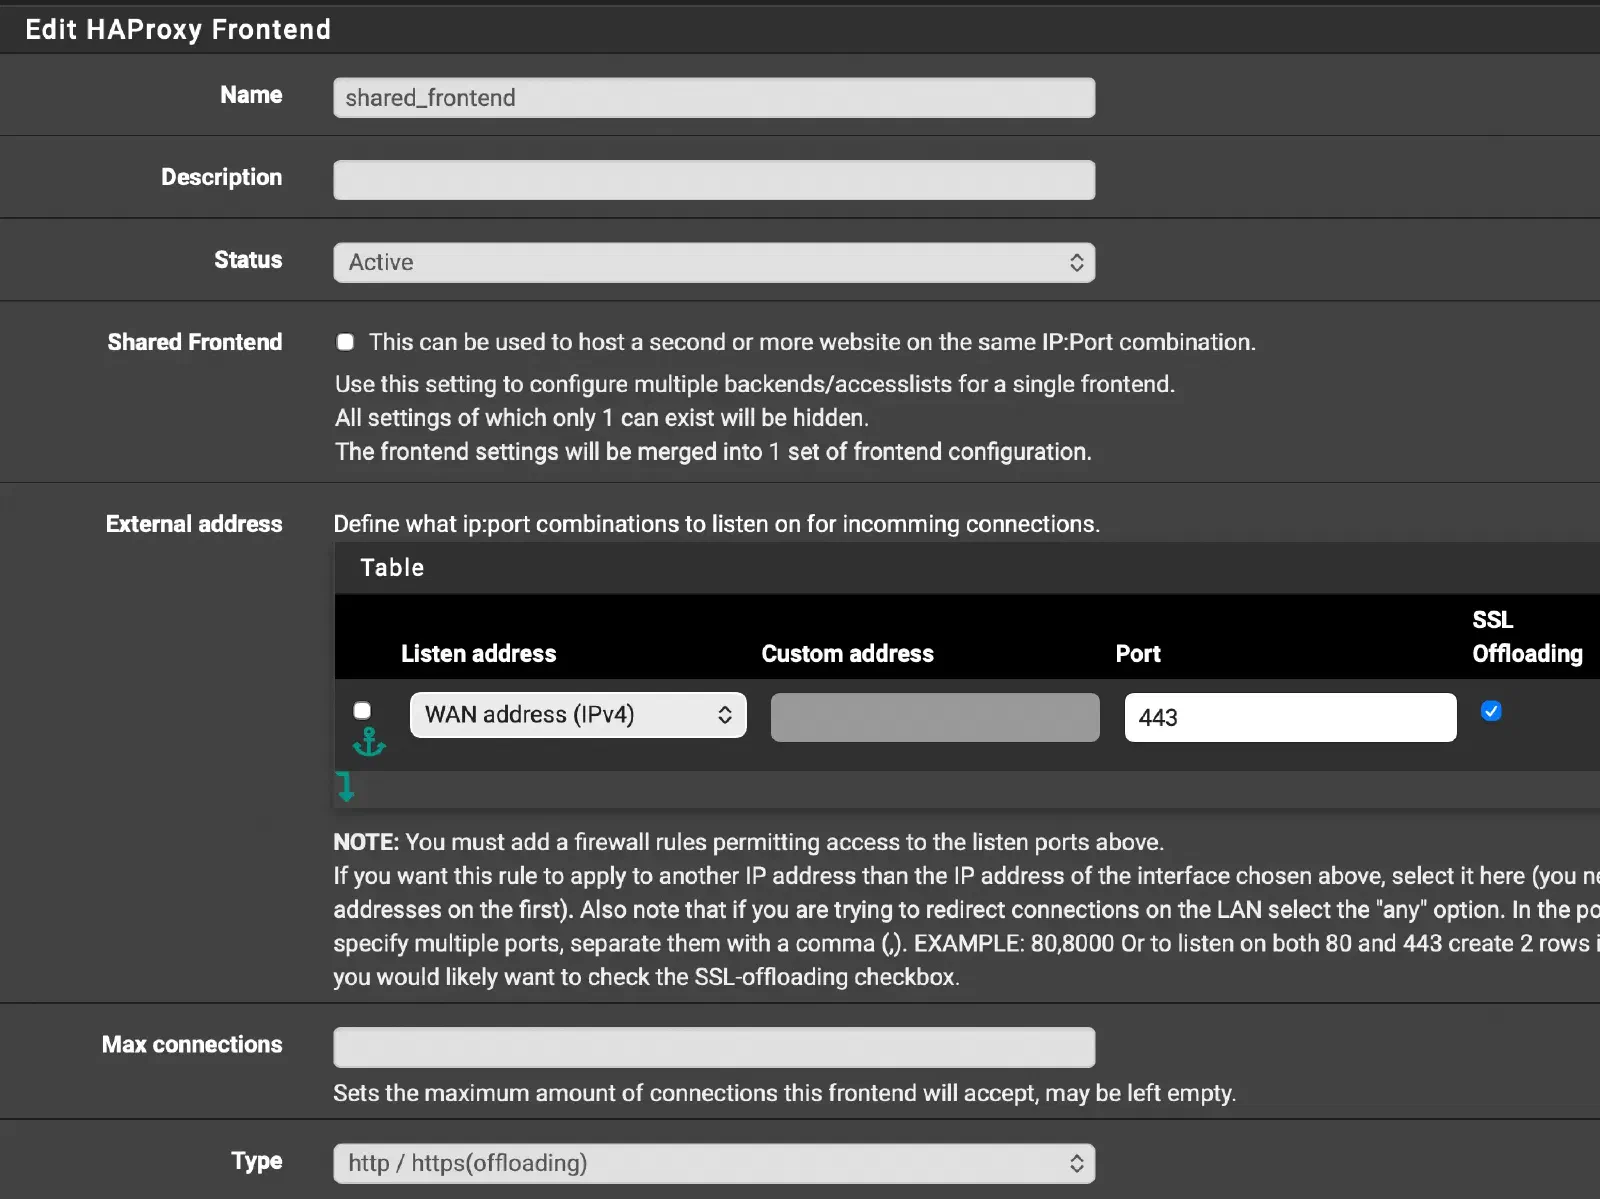 Edit HAProxy Frontend
Name
shared_frontend
Description
Status
Active
Shared Frontend
This can be used to host a second or more website on the same IP:Port combination.
Use this setting to configure multiple backends/accesslists for a single frontend.
All settings of which only 1 can exist will be hidden.
The frontend settings will be merged into 1 set of frontend configuration.
External address
Define what ip:port combinations to listen on for incomming connections.
Table
Listen address
Custom address
Port
SSL
Offloading
WAN address (IPv4)
443
NOTE: You must add a firewall rules permitting access to the listen ports above.
If you want this rule to apply to another IP address than the IP address of the interface chosen above, select it here (you
addresses on the first). Also note that if you are trying to redirect connections on the LAN select the "any" option. In the
specify multiple ports, separate them with a comma (,). EXAMPLE: 80,8000 Or to listen on both 80 and 443 create 2 rows
you would likely want to check the SSL-offloading checkbox.
Max connections
Sets the maximum amount of connections this frontend will accept, may be left empty.
Type
http / https(offloading)